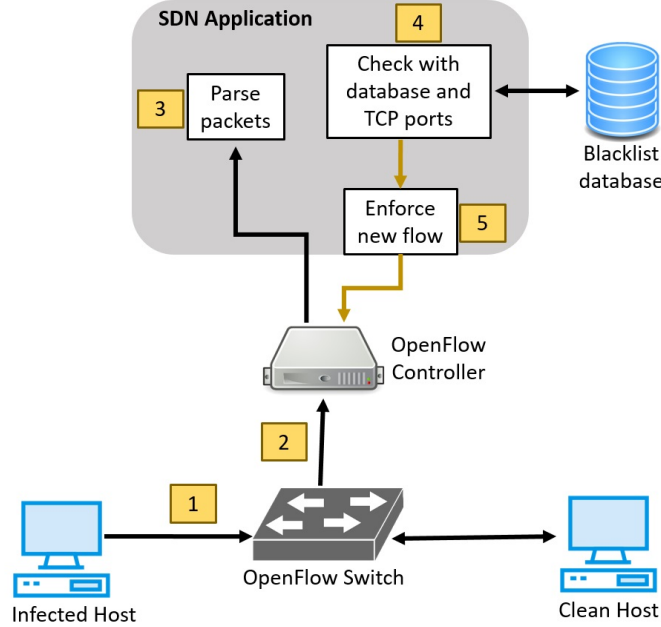 SDN Application
4
Check with
database and
TCP ports
3
Parse
packets
Blacklist
database
Enforce
new flow
5
OpenFlow
Controller
2
1
OpenFlow Switch
Infected Host
Clean Host